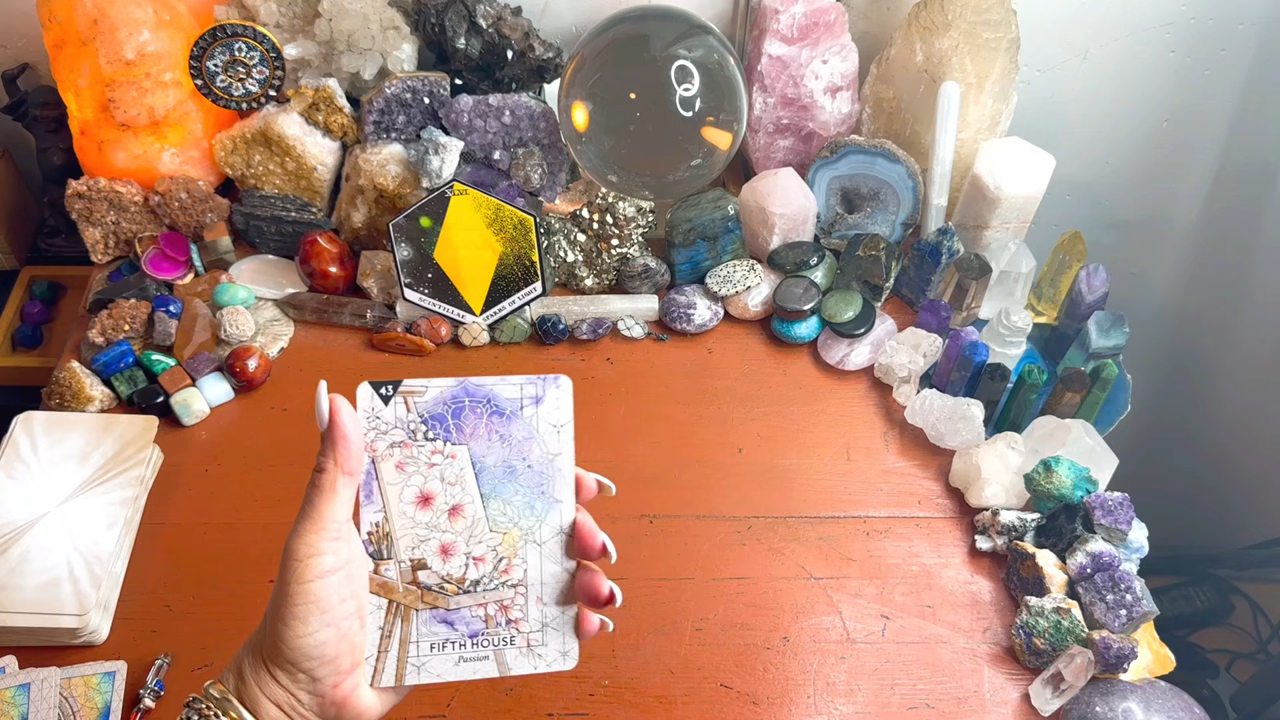 XLVI
SCINTILLAE SPARKS OF LIGHT
43
FIFTH HOUSE
Passion